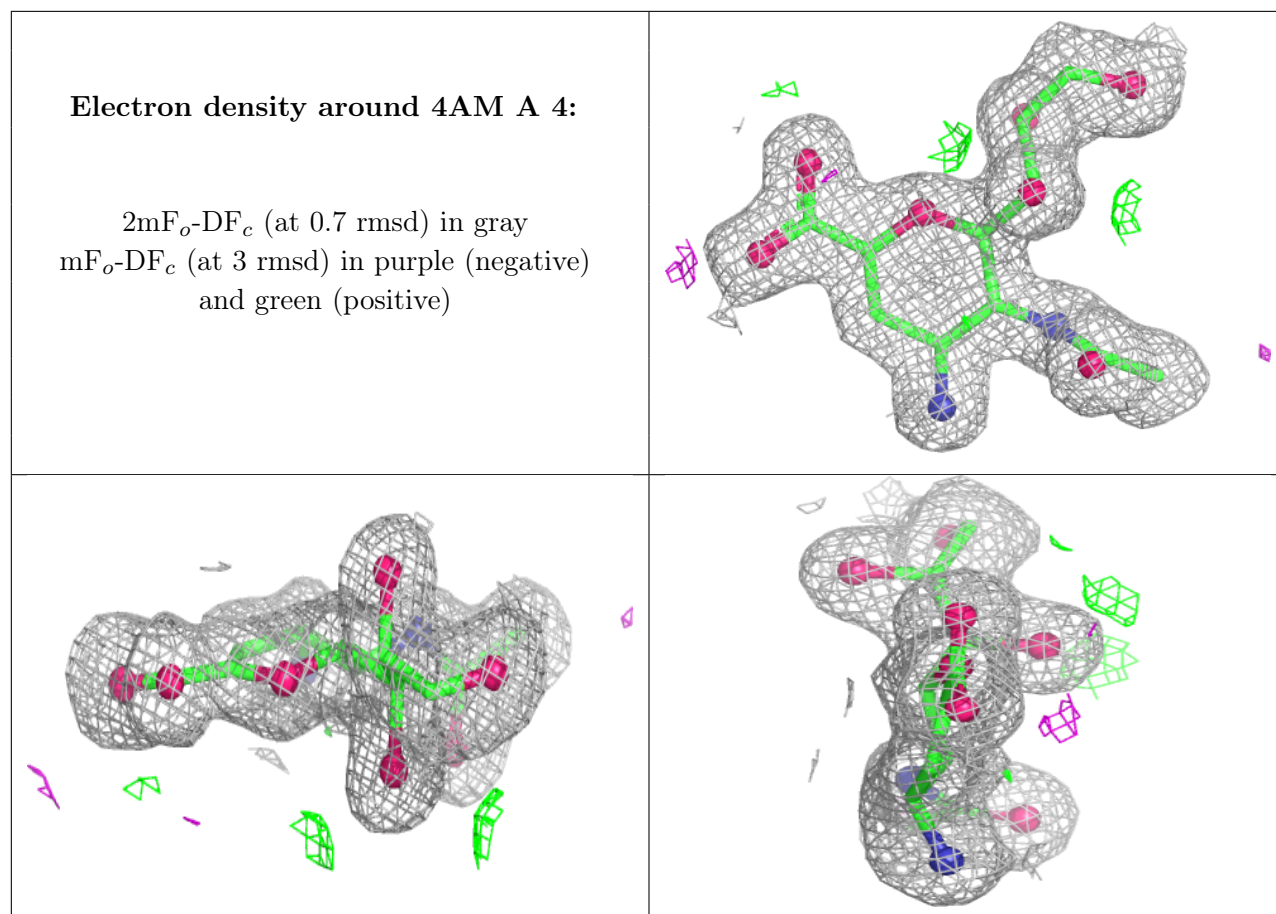 Electron density around 4AM A 4:
2mFo-DFc (at 0.7 rmsd) in gray
mFo-DFc (at 3 rmsd) in purple (negative)
and green (positive)